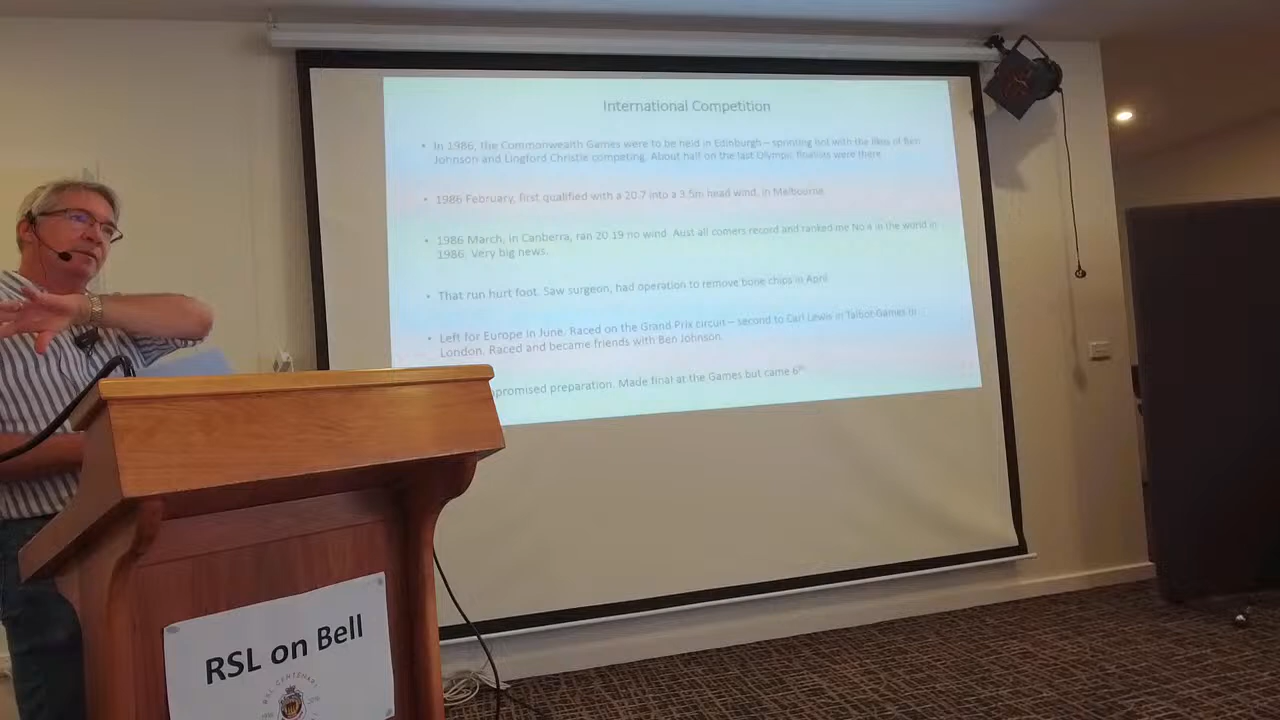 International Competition
• In 1986, the Commonwealth Games were to be held in Edinburgh – sprinting hot with the likes of Ben
Johnson and Lingford Christie competing. About half on the last Olympic finalists were there
• 1986 February, first qualified with a 20.7 into a 3.5m head wind, in Melbourne
• 1986 March, in Canberra, ran 20.19 no wind. Aust all comers record and ranked me No 4 in the world in
1986. Very big news.
• That run hurt foot. Saw surgeon, had operation to remove bone chips in April
• Left for Europe in June. Raced on the Grand Prix circuit – second to Carl Lewis in Talbot Games in
London. Raced and became friends with Ben Johnson.
preparation. Made final at the Games but came 6th
RSL on Bell
RSL CENTENARY
1916 2016